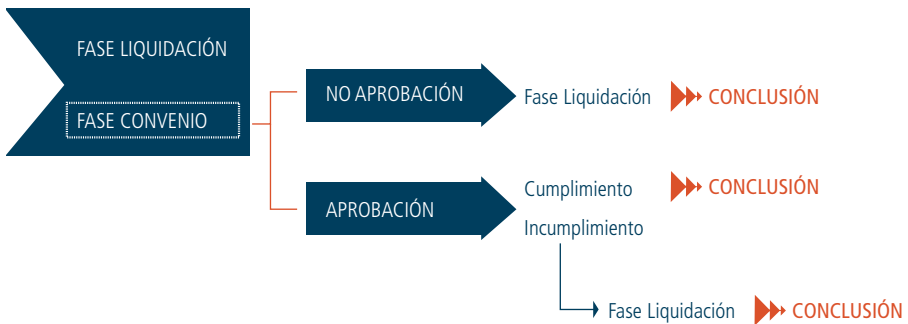 FASE LIQUIDACIÓN
FASE CONVENIO
NO APROBACIÓN
Fase Liquidación
CONCLUSIÓN
APROBACIÓN
Cumplimiento
CONCLUSIÓN
Incumplimiento
Fase Liquidación
CONCLUSIÓN